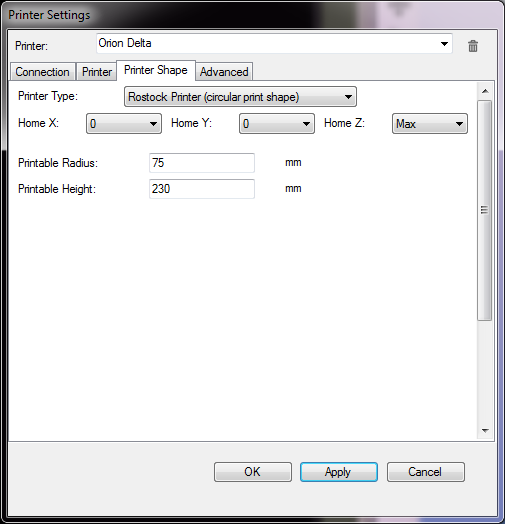 Printer Settings
Printer: Orion Delta
Connection Printer Printer Shape Advanced
Printer Type: Rostock Printer (circular print shape)
Home X: 0 Home Y: 0 Home Z: Max
Printable Radius: 75 mm
Printable Height: 230 mm
OK Apply Cancel